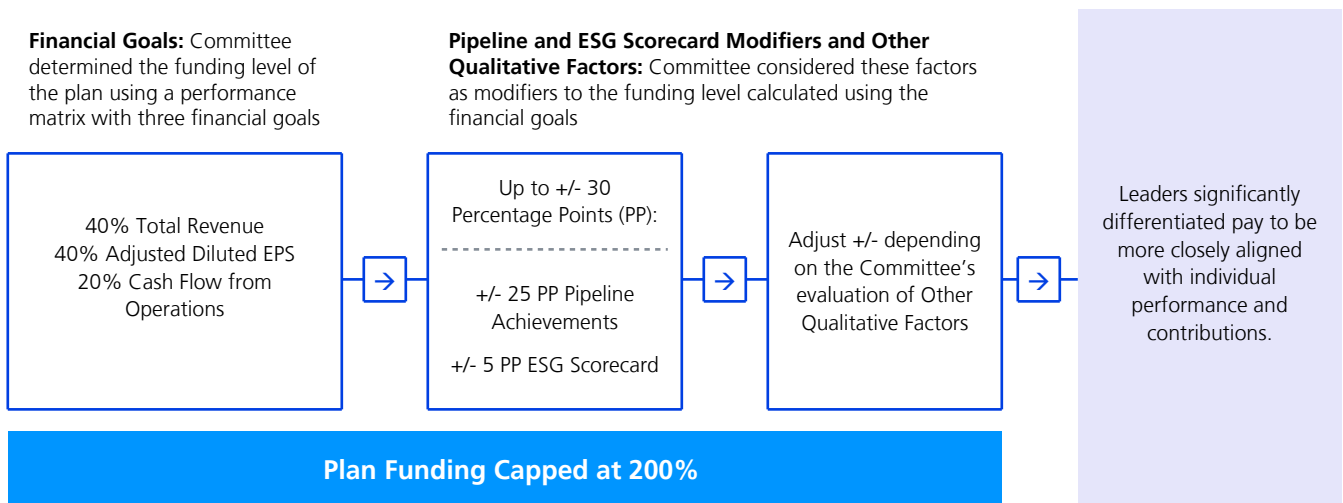 Financial Goals: Committee
determined the funding level of
the plan using a performance
matrix with three financial goals
Pipeline and ESG Scorecard Modifiers and Other
Qualitative Factors: Committee considered these factors
as modifiers to the funding level calculated using the
financial goals
40% Total Revenue
40% Adjusted Diluted EPS
20% Cash Flow from
Operations
→
Up to +/- 30
Percentage Points (PP):
+/- 25 PP Pipeline
Achievements
+/- 5 PP ESG Scorecard
→
Adjust +/- depending
on the Committee’s
evaluation of Other
Qualitative Factors
→
Leaders significantly
differentiated pay to be
more closely aligned
with individual
performance and
contributions.
Plan Funding Capped at 200%